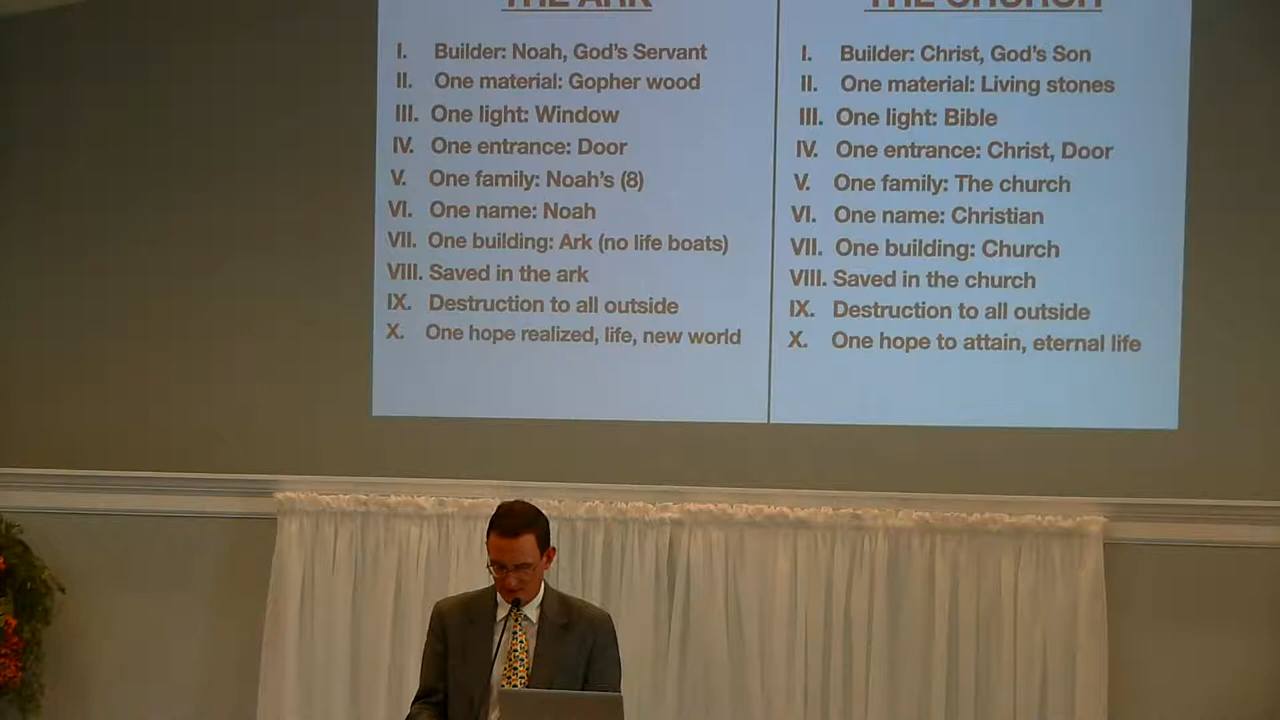 THE ARK
I. Builder: Noah, God's Servant
II. One material: Gopher wood
III. One light: Window
IV. One entrance: Door
V. One family: Noah's (8)
VI. One name: Noah
VII. One building: Ark (no life boats)
VIII. Saved in the ark
IX. Destruction to all outside
X. One hope realized, life, new world
THE CHURCH
I. Builder: Christ, God's Son
II. One material: Living stones
III. One light: Bible
IV. One entrance: Christ, Door
V. One family: The church
VI. One name: Christian
VII. One building: Church
VIII. Saved in the church
IX. Destruction to all outside
X. One hope to attain, eternal life